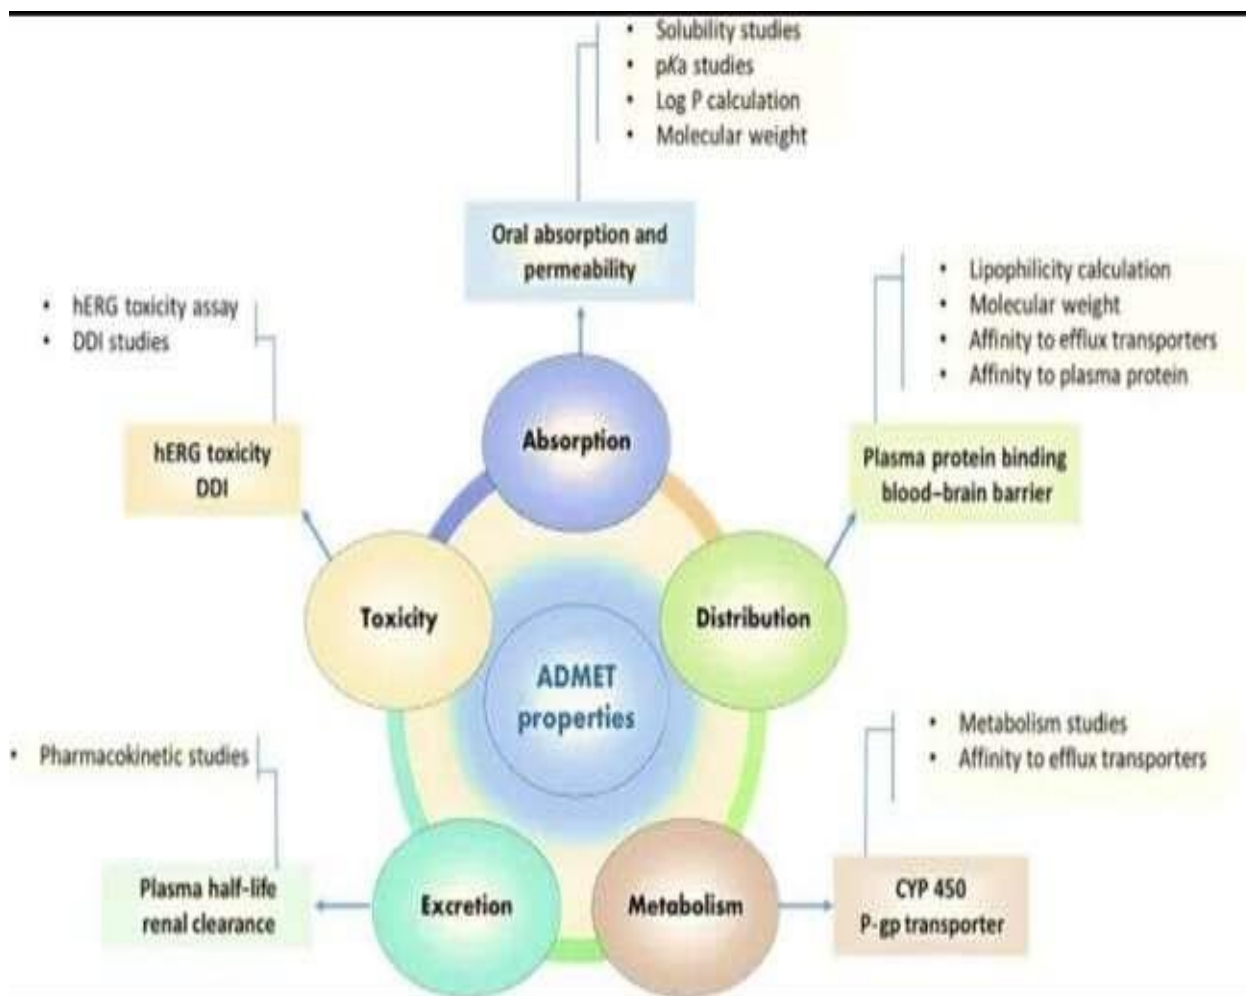 • Solubility studies
• pKa studies
• Log P calculation
• Molecular weight
Oral absorption and
permeability
• Lipophilicity calculation
• Molecular weight
• Affinity to efflux transporters
• Affinity to plasma protein
• hERG toxicity assay
• DDI studies
hERG toxicity
DDI
Plasma protein binding
blood–brain barrier
Absorption
Toxicity
Distribution
ADMET
properties
• Metabolism studies
• Affinity to efflux transporters
• Pharmacokinetic studies
Plasma half-life
renal clearance
Excretion
Metabolism
CYP 450
P-gp transporter